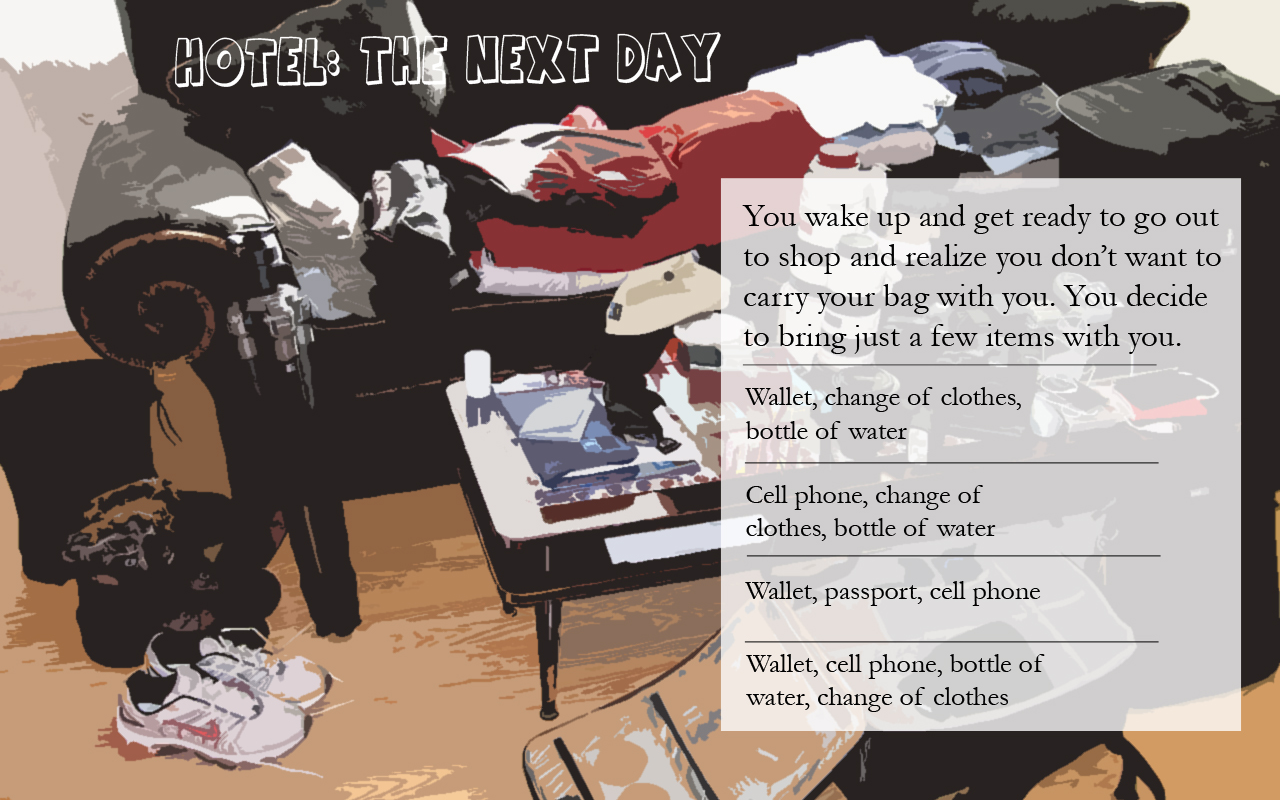 HOTEL: THE NEXT DAY
You wake up and get ready to go out
to shop and realize you don’t want to
carry your bag with you. You decide
to bring just a few items with you.
Wallet, change of clothes,
bottle of water
Cell phone, change of
clothes, bottle of water
Wallet, passport, cell phone
Wallet, cell phone, bottle of
water, change of clothes